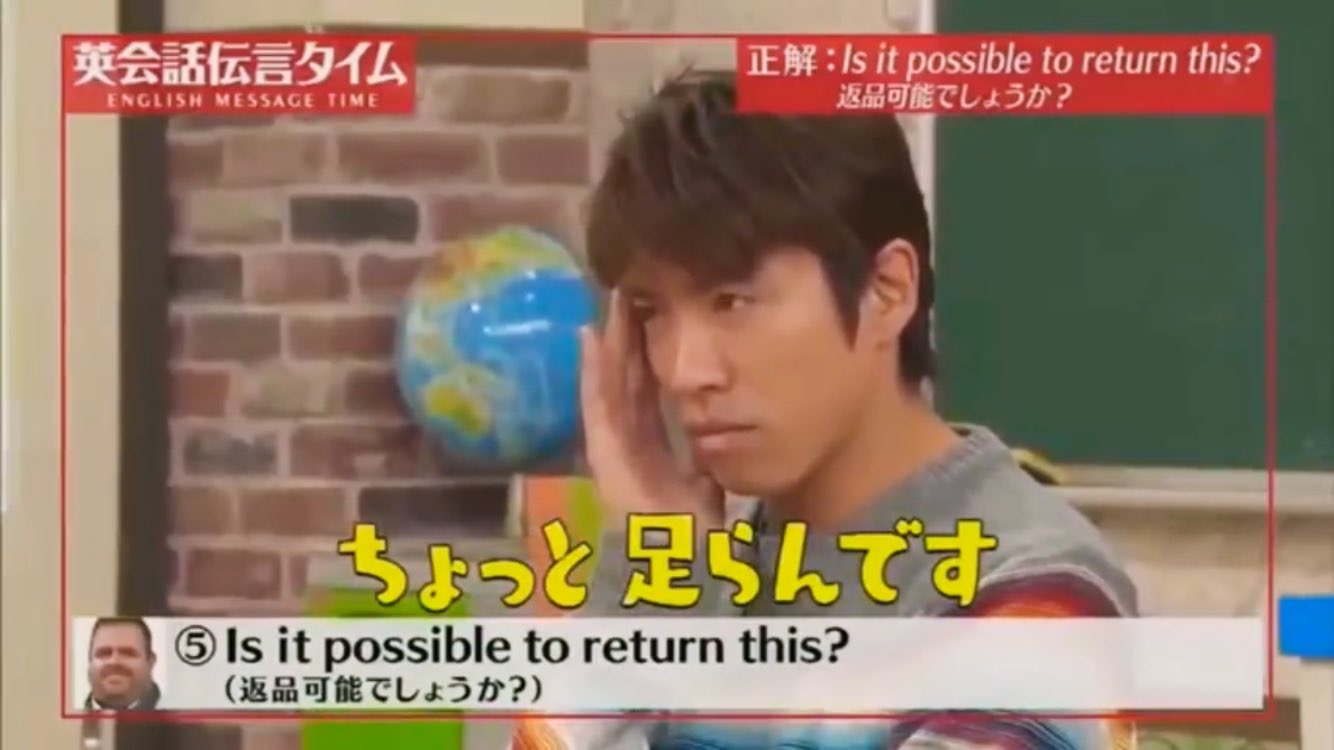 英会話伝言タイム
ENGLISH MESSAGE TIME
正解：Is it possible to return this?
返品可能でしょうか？
ちょっと 足らんです
⑤ Is it possible to return this?
（返品可能でしょうか？）